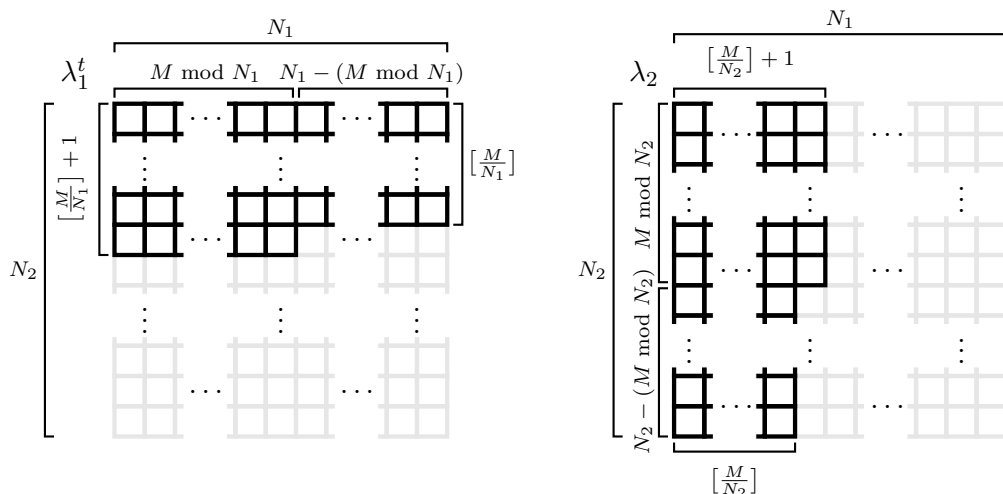 N_1
λ_1^t
M mod N_1
N_1 − (M mod N_1)
[M/N_1] + 1
[M/N_1]
N_2
N_1
[M/N_2] + 1
λ_2
M mod N_2
N_2
N_2 − (M mod N_2)
[M/N_2]